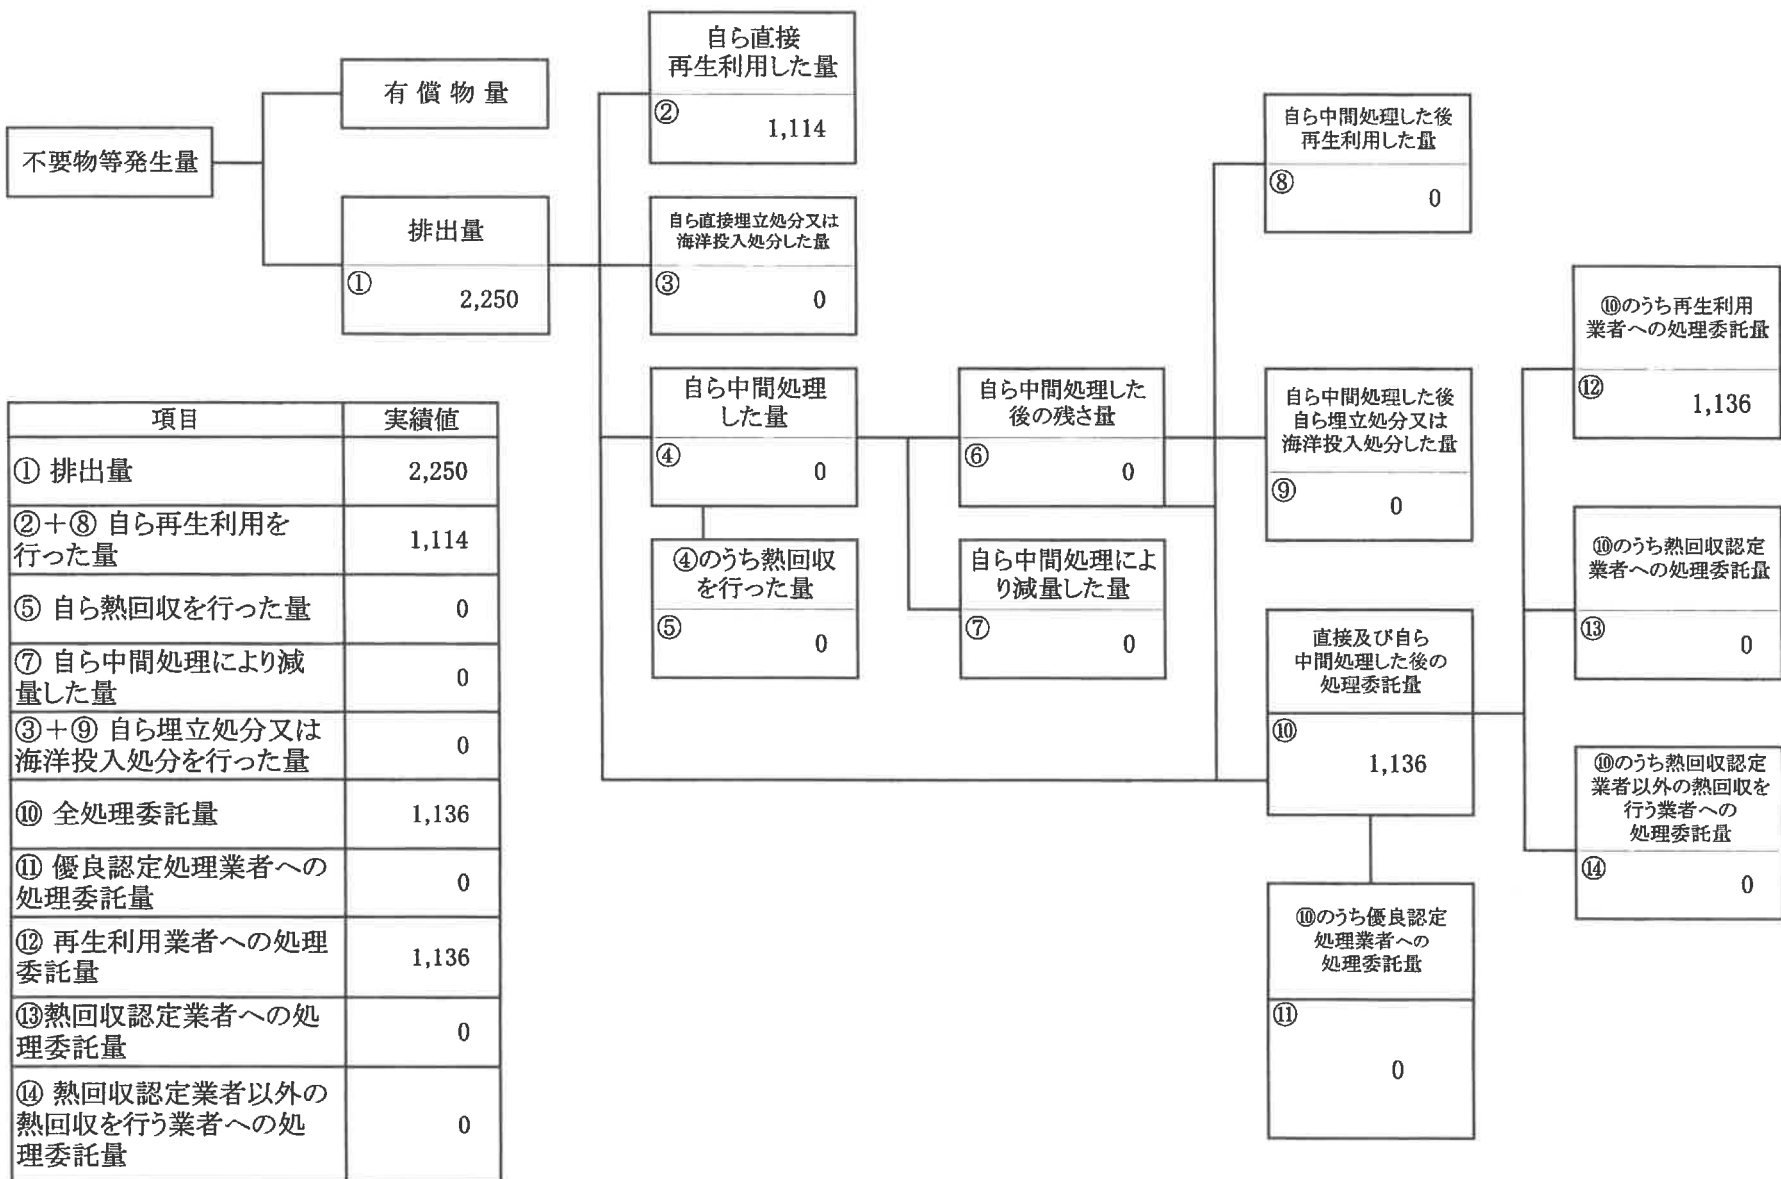 不要物等発生量
有償物量
排出量
①
2,250
自ら直接
再生利用した量
②
1,114
自ら直接埋立処分又は
海洋投入処分した量
③
0
自ら中間処理
した量
④
0
④のうち熱回収
を行った量
⑤
0
自ら中間処理した
後の残さ量
⑥
0
自ら中間処理によ
り減量した量
⑦
0
自ら中間処理した後
再生利用した量
⑧
0
自ら中間処理した後
自ら埋立処分又は
海洋投入処分した量
⑨
0
直接及び自ら
中間処理した後の
処理委託量
⑩
1,136
⑩のうち優良認定
処理業者への
処理委託量
⑪
0
⑩のうち再生利用
業者への処理委託量
⑫
1,136
⑩のうち熱回収認定
業者への処理委託量
⑬
0
⑩のうち熱回収認定
業者以外の熱回収を
行う業者への
処理委託量
⑭
0
項目 実績値
① 排出量 2,250
②+⑧ 自ら再生利用を
行った量 1,114
⑤ 自ら熱回収を行った量 0
⑦ 自ら中間処理により減
量した量 0
③+⑨ 自ら埋立処分又は
海洋投入処分を行った量 0
⑩ 全処理委託量 1,136
⑪ 優良認定処理業者への
処理委託量 0
⑫ 再生利用業者への処理
委託量 1,136
⑬熱回収認定業者への処
理委託量 0
⑭ 熱回収認定業者以外の
熱回収を行う業者への処
理委託量 0